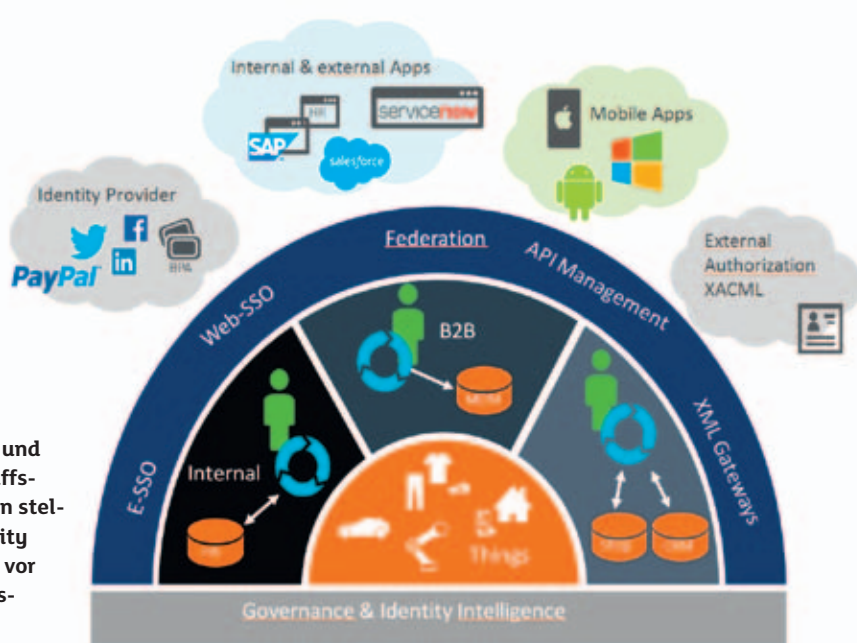 Internal & external Apps
HR
servicenow
SAP
salesforce
Mobile Apps
Identity Provider
f
in
PayPal
External
Authorization
XACML
Federation
API Management
Web-SSO
XML Gateways
E-SSO
B2B
Internal
Things
Governance & Identity Intelligence
und
ffs-
n stel-
ity
vor
s-